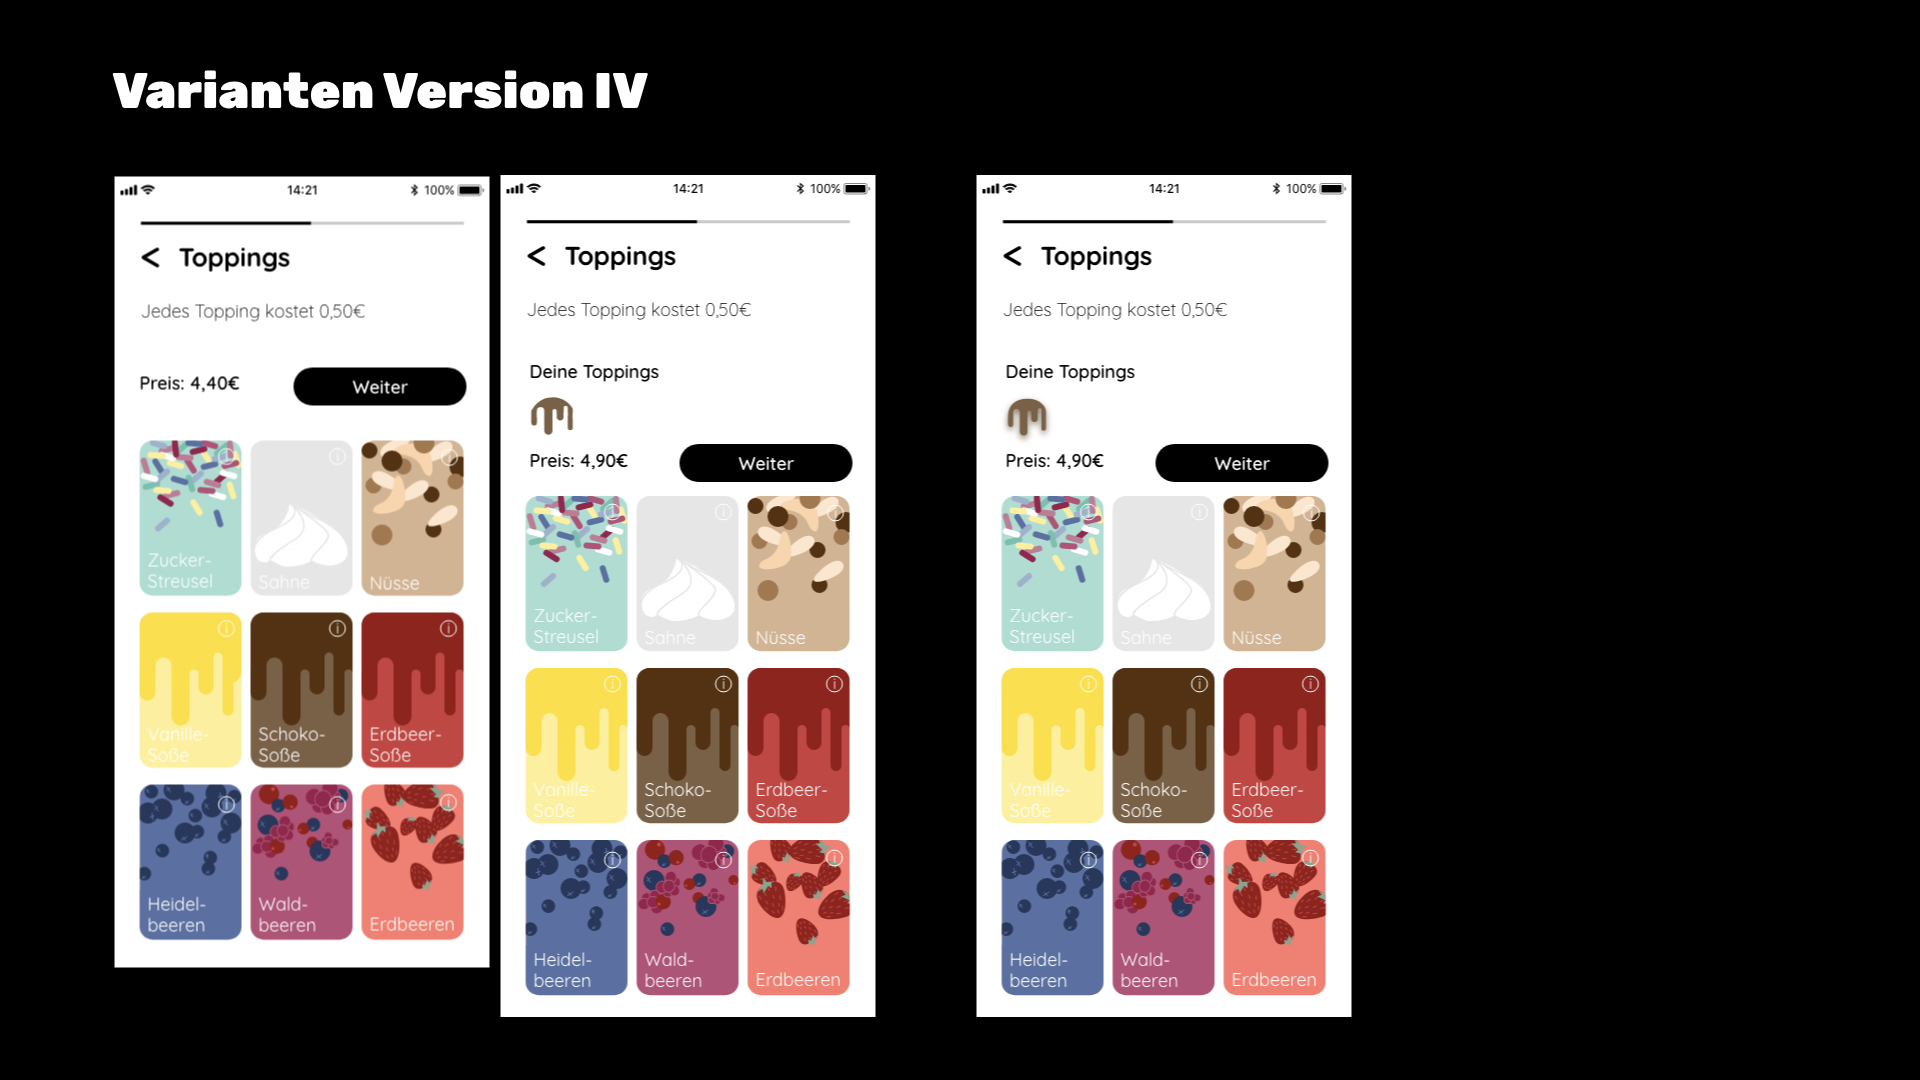 Varianten Version IV
14:21
100%
Toppings
Jedes Topping kostet 0,50€
Preis: 4,40€
Weiter
Zucker-
Streusel
Sahne
Nüsse
Vanille-
Soße
Schoko-
Soße
Erdbeer-
Soße
Heidel-
beeren
Wald-
beeren
Erdbeeren
14:21
100%
Toppings
Jedes Topping kostet 0,50€
Deine Toppings
Preis: 4,90€
Weiter
Zucker-
Streusel
Sahne
Nüsse
Vanille-
Soße
Schoko-
Soße
Erdbeer-
Soße
Heidel-
beeren
Wald-
beeren
Erdbeeren
14:21
100%
Toppings
Jedes Topping kostet 0,50€
Deine Toppings
Preis: 4,90€
Weiter
Zucker-
Streusel
Sahne
Nüsse
Vanille-
Soße
Schoko-
Soße
Erdbeer-
Soße
Heidel-
beeren
Wald-
beeren
Erdbeeren